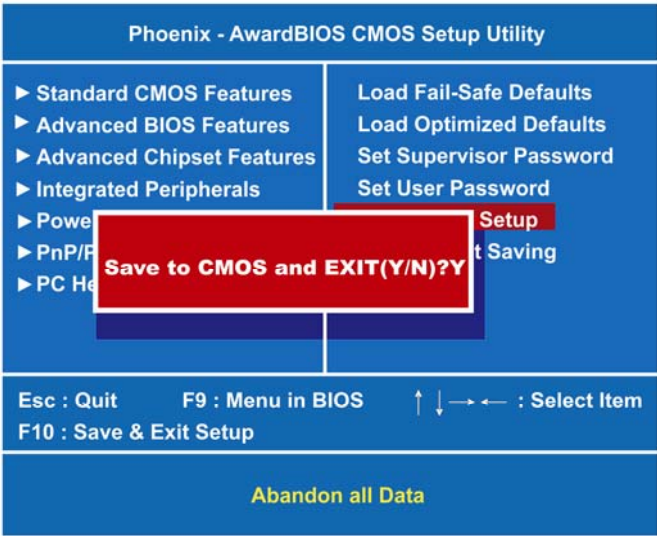 Phoenix - AwardBIOS CMOS Setup Utility
▶ Standard CMOS Features
▶ Advanced BIOS Features
▶ Advanced Chipset Features
▶ Integrated Peripherals
▶ Powe
▶ PnP/P
▶ PC He
Load Fail-Safe Defaults
Load Optimized Defaults
Set Supervisor Password
Set User Password
Setup
t Saving
Save to CMOS and EXIT(Y/N)?Y
Esc : Quit F9 : Menu in BIOS ↑ ↓ → ← : Select Item
F10 : Save & Exit Setup
Abandon all Data